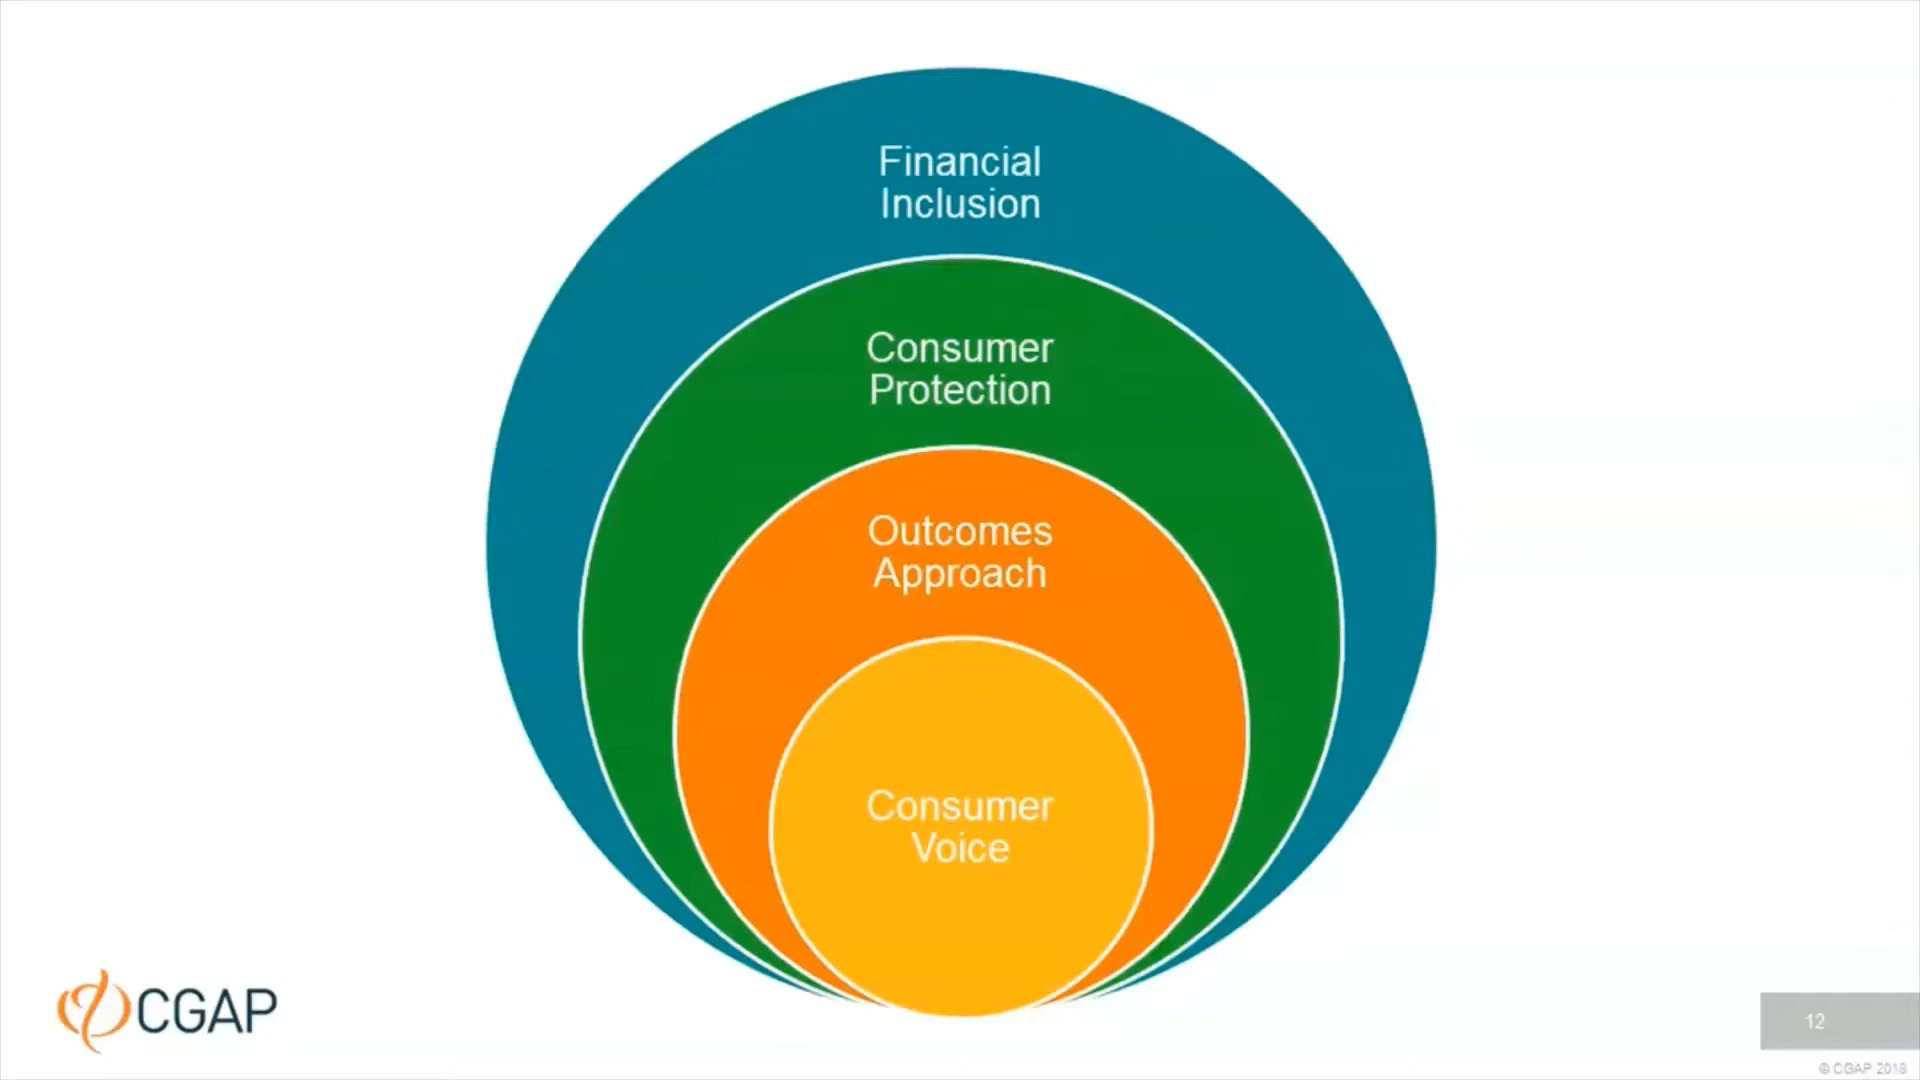 Financial
Inclusion
Consumer
Protection
Outcomes
Approach
Consumer
Voice
CGAP
12
© CGAP 2018